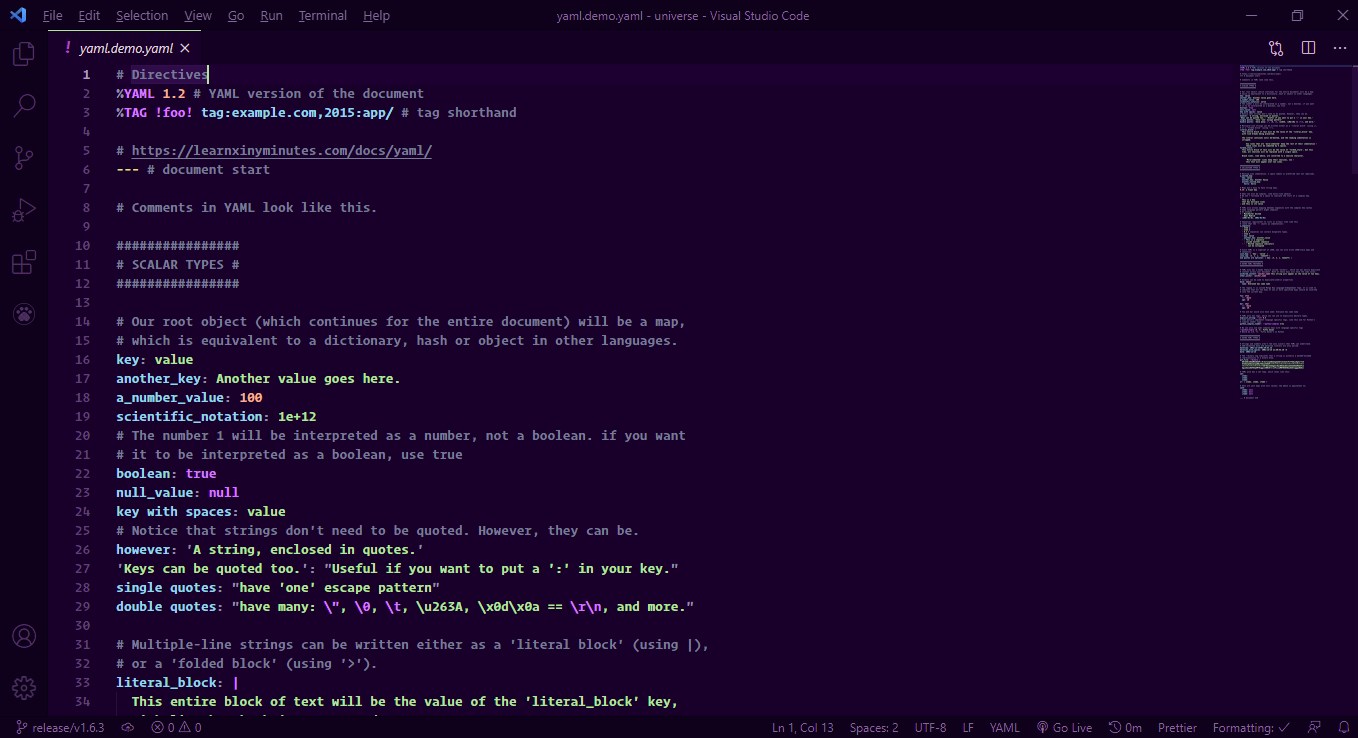 File Edit Selection View Go Run Terminal Help yaml.demo.yaml - universe - Visual Studio Code
! yaml.demo.yaml
1 # Directives
2 %YAML 1.2 # YAML version of the document
3 %TAG !foo! tag:example.com,2015:app/ # tag shorthand
4
5 # https://learnxinyminutes.com/docs/yaml/
6 --- # document start
7
8 # Comments in YAML look like this.
9
10 ################
11 # SCALAR TYPES #
12 ################
13
14 # Our root object (which continues for the entire document) will be a map,
15 # which is equivalent to a dictionary, hash or object in other languages.
16 key: value
17 another_key: Another value goes here.
18 a_number_value: 100
19 scientific_notation: 1e+12
20 # The number 1 will be interpreted as a number, not a boolean. if you want
21 # it to be interpreted as a boolean, use true
22 boolean: true
23 null_value: null
24 key with spaces: value
25 # Notice that strings don't need to be quoted. However, they can be.
26 however: 'A string, enclosed in quotes.'
27 'Keys can be quoted too.': "Useful if you want to put a ':' in your key."
28 single quotes: "have 'one' escape pattern"
29 double quotes: "have many: \", \0, \t, \u263A, \x0d\x0a == \r\n, and more."
30
31 # Multiple-line strings can be written either as a 'literal block' (using |),
32 # or a 'folded block' (using '>').
33 literal_block: |
34 This entire block of text will be the value of the 'literal_block' key,
release/v1.6.3 0 0 Ln 1, Col 13 Spaces: 2 UTF-8 LF YAML Go Live 0m Prettier Formatting: ✓